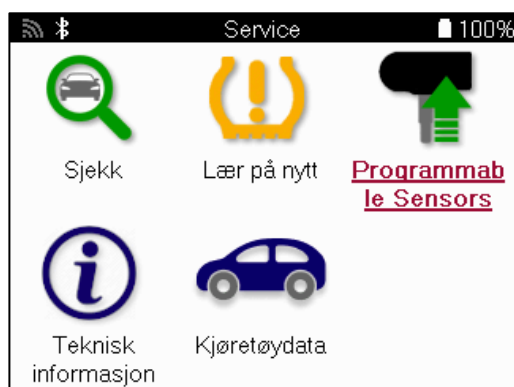 Service
100%
Sjekk
Lær på nytt
Programmab
le Sensors
Teknisk
informasjon
Kjøretøydata